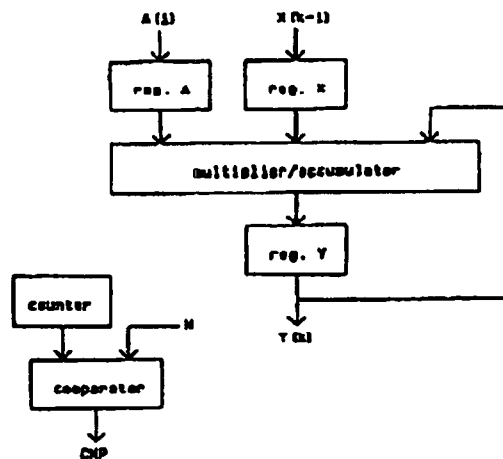 A(i) X(k-i)
reg. A reg. X
multiplier/accumulator
reg. Y
counter
N
Y(k)
comparator
CMP